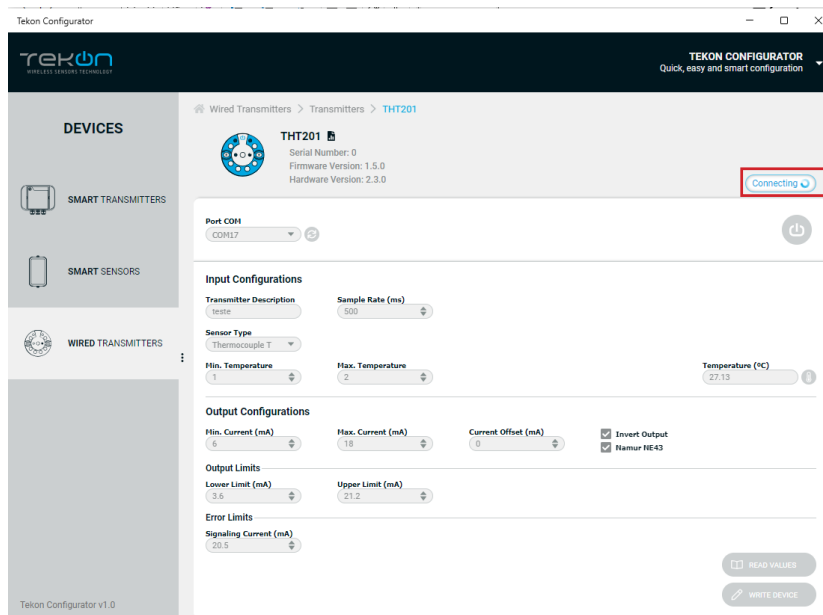 Tekon Configurator
Tekon
WIRELESS SENSORS TECHNOLOGY
TEKON CONFIGURATOR
Quick, easy and smart configuration
DEVICES
SMART TRANSMITTERS
SMART SENSORS
WIRED TRANSMITTERS
Tekon Configurator v1.0
Wired Transmitters > Transmitters > THT201
THT201
Serial Number: 0
Firmware Version: 1.5.0
Hardware Version: 2.3.0
Connecting
Port COM
COM17
Input Configurations
Transmitter Description Sample Rate (ms)
teste 500
Sensor Type
Thermocouple T
Min. Temperature Max. Temperature Temperature (ºC)
1 2 27.13
Output Configurations
Min. Current (mA) Max. Current (mA) Current Offset (mA) Invert Output
6 18 0 Namur NE43
Output Limits
Lower Limit (mA) Upper Limit (mA)
3.6 21.2
Error Limits
Signaling Current (mA)
20.5
READ VALUES
WRITE DEVICE